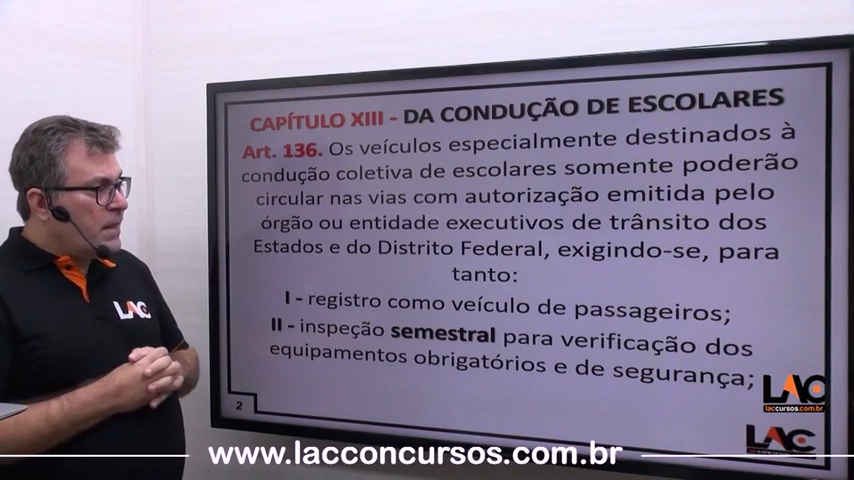 CAPÍTULO XIII - DA CONDUÇÃO DE ESCOLARES
Art. 136. Os veículos especialmente destinados à
condução coletiva de escolares somente poderão
circular nas vias com autorização emitida pelo
órgão ou entidade executivos de trânsito dos
Estados e do Distrito Federal, exigindo-se, para
tanto:
I - registro como veículo de passageiros;
II - inspeção semestral para verificação dos
equipamentos obrigatórios e de segurança;
2
LAC
LAC
laccursos.com.br
LAC
www.lacconcursos.com.br